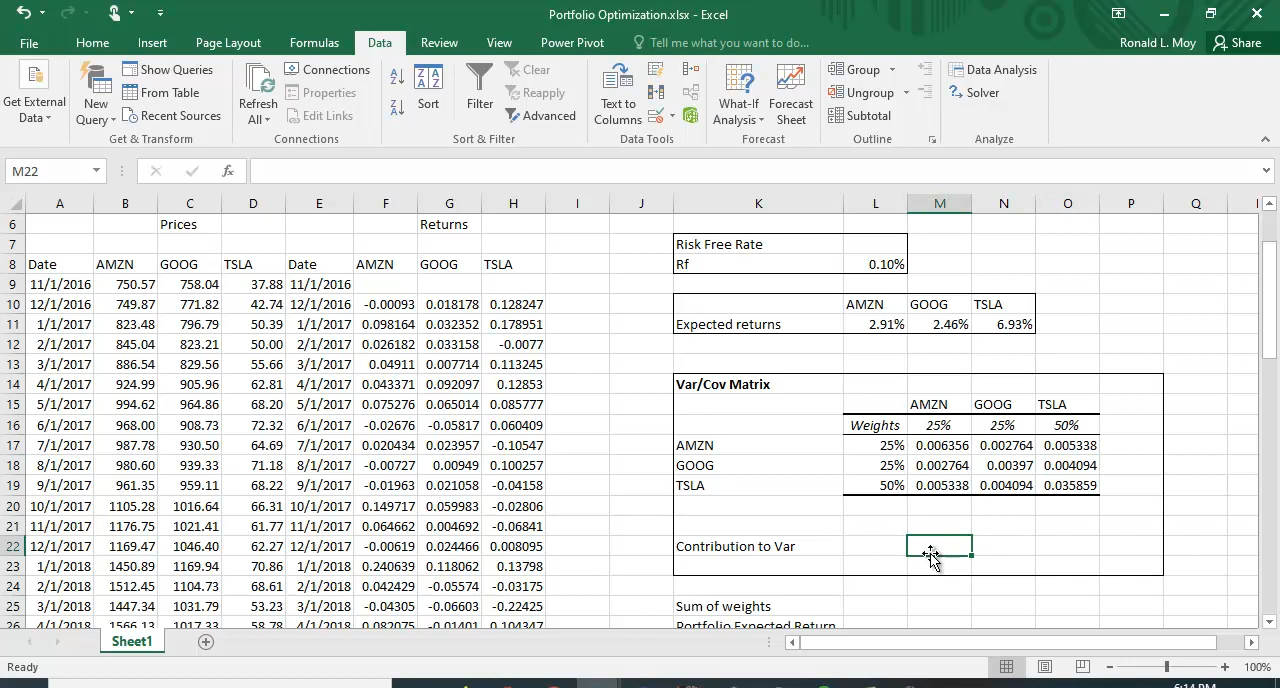 Portfolio Optimization.xlsx - Excel
File Home Insert Page Layout Formulas Data Review View Power Pivot Tell me what you want to do... Ronald L. Moy Share
Get External Data
New Query
Show Queries
From Table
Recent Sources
Get & Transform
Refresh All
Connections
Properties
Edit Links
Connections
Sort
Filter
Clear
Reapply
Advanced
Sort & Filter
Text to Columns
Data Tools
What-If Analysis
Forecast Sheet
Forecast
Group
Ungroup
Subtotal
Outline
Data Analysis
Solver
Analyze
M22 fx
A B C D E F G H I J K L M N O P Q
6 Prices Returns
7 Risk Free Rate
8 Date AMZN GOOG TSLA Date AMZN GOOG TSLA Rf 0.10%
9 11/1/2016 750.57 758.04 37.88 11/1/2016
10 12/1/2016 749.87 771.82 42.74 12/1/2016 -0.00093 0.018178 0.128247 AMZN GOOG TSLA
11 1/1/2017 823.48 796.79 50.39 1/1/2017 0.098164 0.032352 0.178951 Expected returns 2.91% 2.46% 6.93%
12 2/1/2017 845.04 823.21 50.00 2/1/2017 0.026182 0.033158 -0.0077
13 3/1/2017 886.54 829.56 55.66 3/1/2017 0.04911 0.007714 0.113245
14 4/1/2017 924.99 905.96 62.81 4/1/2017 0.043371 0.092097 0.12853 Var/Cov Matrix
15 5/1/2017 994.62 964.86 68.20 5/1/2017 0.075276 0.065014 0.085777 AMZN GOOG TSLA
16 6/1/2017 968.00 908.73 72.32 6/1/2017 -0.02676 -0.05817 0.060409 Weights 25% 25% 50%
17 7/1/2017 987.78 930.50 64.69 7/1/2017 0.020434 0.023957 -0.10547 AMZN 25% 0.006356 0.002764 0.005338
18 8/1/2017 980.60 939.33 71.18 8/1/2017 -0.00727 0.00949 0.100257 GOOG 25% 0.002764 0.00397 0.004094
19 9/1/2017 961.35 959.11 68.22 9/1/2017 -0.01963 0.021058 -0.04158 TSLA 50% 0.005338 0.004094 0.035859
20 10/1/2017 1105.28 1016.64 66.31 10/1/2017 0.149717 0.059983 -0.02806
21 11/1/2017 1176.75 1021.41 61.77 11/1/2017 0.064662 0.004692 -0.06841
22 12/1/2017 1169.47 1046.40 62.27 12/1/2017 -0.00619 0.024466 0.008095 Contribution to Var
23 1/1/2018 1450.89 1169.94 70.86 1/1/2018 0.240639 0.118062 0.13798
24 2/1/2018 1512.45 1104.73 68.61 2/1/2018 0.042429 -0.05574 -0.03175
25 3/1/2018 1447.34 1031.79 53.23 3/1/2018 -0.04305 -0.06603 -0.22425 Sum of weights
26 4/1/2018 1566.13 1017.33 58.78 4/1/2018 0.082075 -0.01401 0.104347 Portfolio Expected Return
Sheet1
Ready 100%
6:14 PM